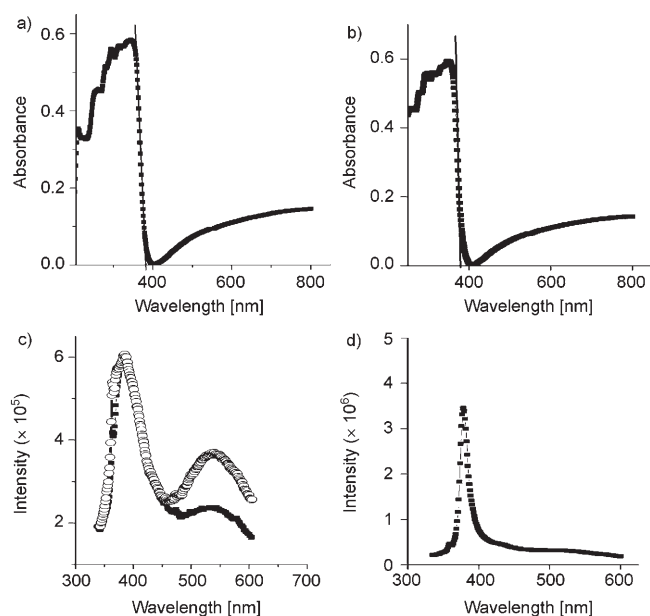 a)
b)
0.6
0.4
0.2
0.0
Absorbance
200 400 600 800
Wavelength [nm]
0.6
0.4
0.2
0.0
Absorbance
400 600 800
Wavelength [nm]
c)
d)
6
4
2
Intensity (× 10⁵)
300 400 500 600 700
Wavelength [nm]
5
4
3
2
1
0
Intensity (× 10⁶)
300 400 500 600
Wavelength [nm]